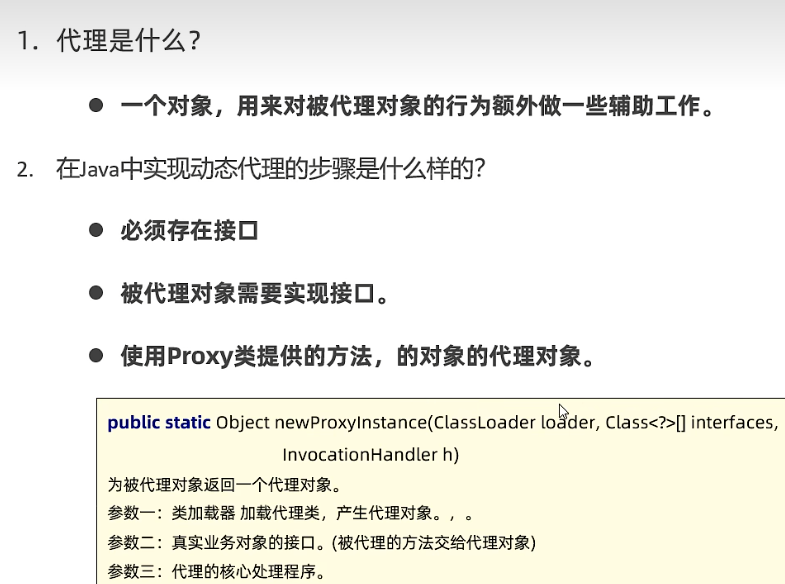 1. 代理是什么？
● 一个对象，用来对被代理对象的行为额外做一些辅助工作。
2. 在Java中实现动态代理的步骤是什么样的？
● 必须存在接口
● 被代理对象需要实现接口。
● 使用Proxy类提供的方法，的对象的代理对象。
public static Object newProxyInstance(ClassLoader loader, Class<?>[] interfaces,
InvocationHandler h)
为被代理对象返回一个代理对象。
参数一：类加载器 加载代理类，产生代理对象。，。
参数二：真实业务对象的接口。(被代理的方法交给代理对象)
参数三：代理的核心处理程序。